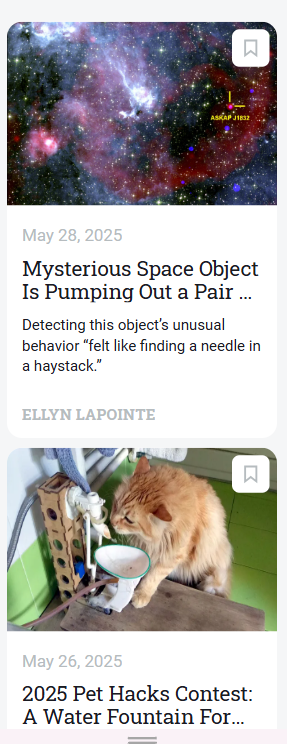 ASKAP J1832
May 28, 2025
Mysterious Space Object
Is Pumping Out a Pair ...
Detecting this object’s unusual
behavior “felt like finding a needle in
a haystack.”
ELLYN LAPOINTE
May 26, 2025
2025 Pet Hacks Contest:
A Water Fountain For...